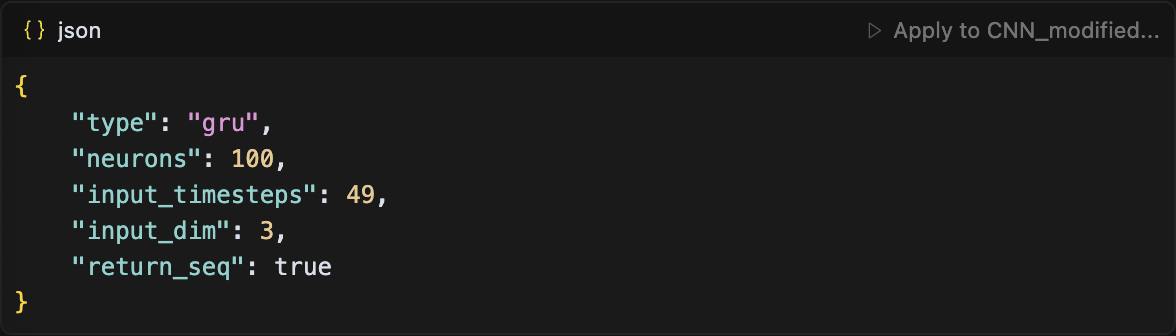 {} json
▷ Apply to CNN_modified...
{
    "type": "gru",
    "neurons": 100,
    "input_timesteps": 49,
    "input_dim": 3,
    "return_seq": true
}